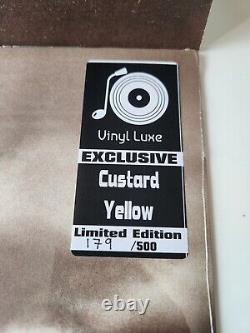 Vinyl Luxe
EXCLUSIVE
Custard
Yellow
Limited Edition
179 /500